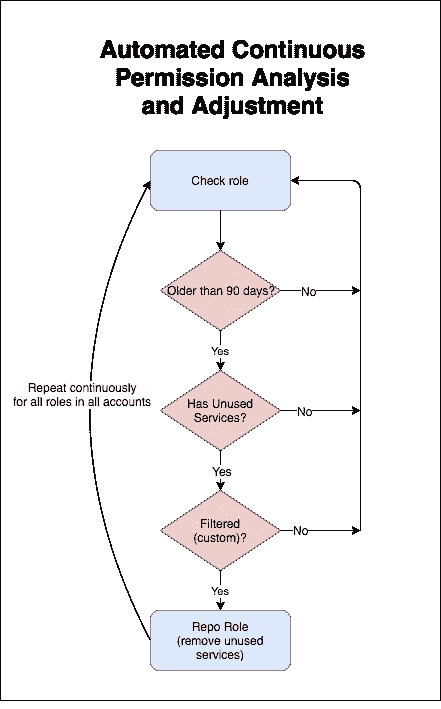 Automated Continuous
Permission Analysis
and Adjustment
Check role
Older than 90 days?
No
Yes
Repeat continuously
for all roles in all accounts
Has Unused
Services?
No
Yes
Filtered
(custom)?
No
Yes
Repo Role
(remove unused
services)